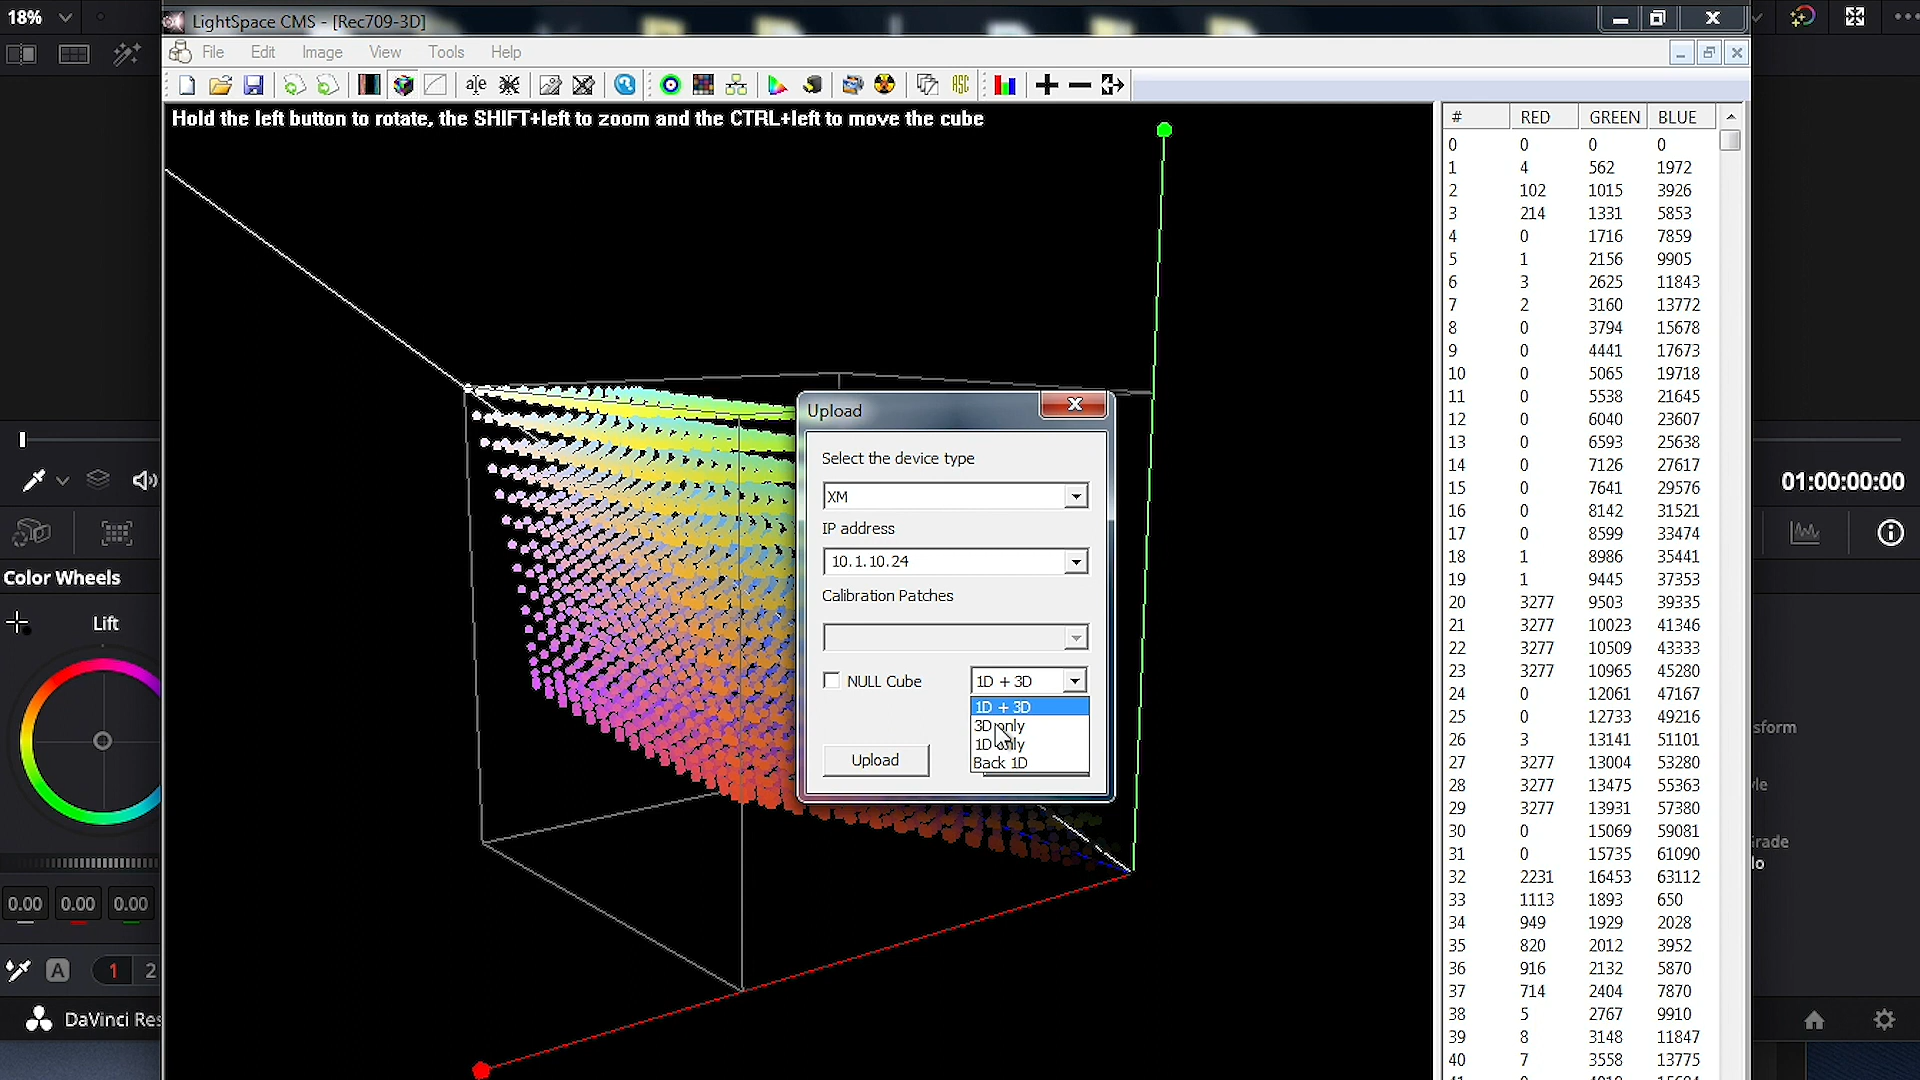 18%
LightSpace CMS - [Rec709-3D]
File Edit Image View Tools Help
Hold the left button to rotate, the SHIFT+left to zoom and the CTRL+left to move the cube
Upload
Select the device type
XM
IP address
10.1.10.24
Calibration Patches
NULL Cube
1D + 3D
1D + 3D
3D only
1D only
Back 1D
Upload
# RED GREEN BLUE
0 0 0 0
1 4 562 1972
2 102 1015 3926
3 214 1331 5853
4 0 1716 7859
5 1 2156 9905
6 3 2625 11843
7 2 3160 13772
8 0 3794 15678
9 0 4441 17673
10 0 5065 19718
11 0 5538 21645
12 0 6040 23607
13 0 6593 25638
14 0 7126 27617
15 0 7641 29576
16 0 8142 31521
17 0 8599 33474
18 1 8986 35441
19 1 9445 37353
20 3277 9503 39335
21 3277 10023 41346
22 3277 10509 43333
23 3277 10965 45280
24 0 12061 47167
25 0 12733 49216
26 3 13141 51101
27 3277 13004 53280
28 3277 13475 55363
29 3277 13931 57380
30 0 15069 59081
31 0 15735 61090
32 2231 16453 63112
33 1113 1893 650
34 949 1929 2028
35 820 2012 3952
36 916 2132 5870
37 714 2404 7870
38 5 2767 9910
39 8 3148 11847
40 7 3558 13775
Color Wheels
Lift
0.00 0.00 0.00
A 1 2
DaVinci Res
01:00:00:00
sform